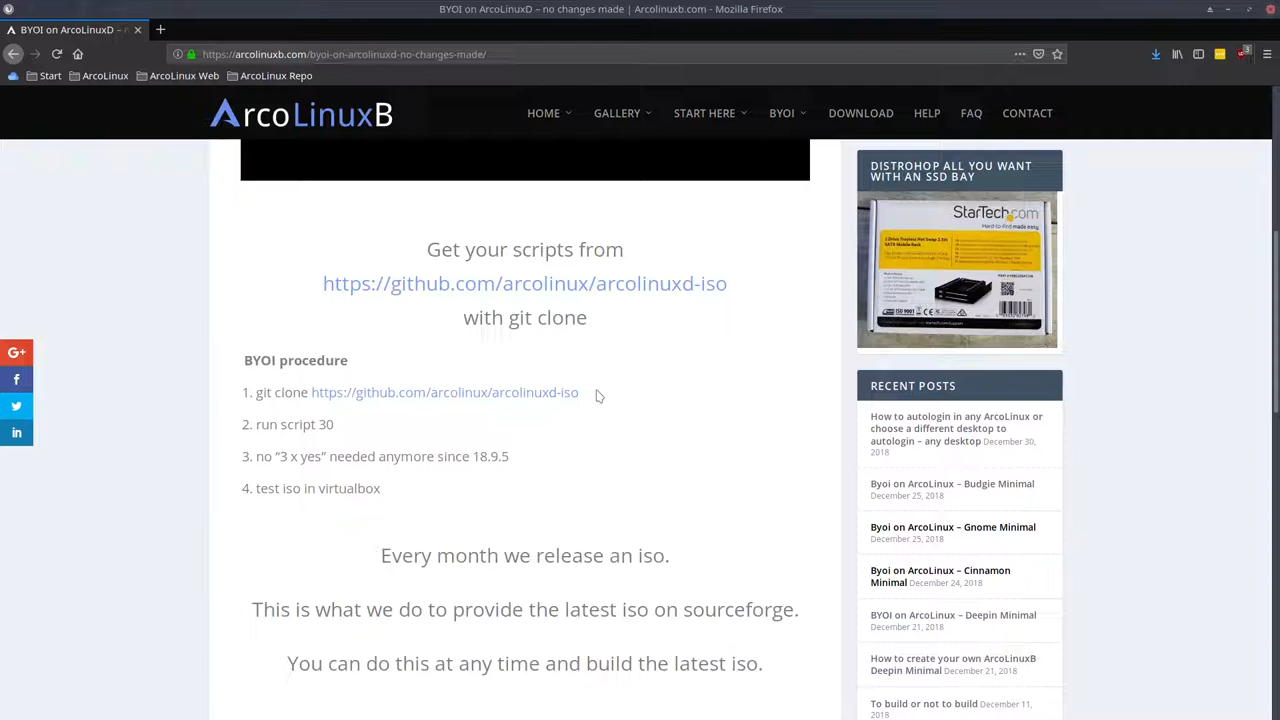 BYOI on ArcoLinuxD – no changes made | Arcolinuxb.com - Mozilla Firefox
BYOI on ArcoLinuxD – n
https://arcolinuxb.com/byoi-on-arcolinuxd-no-changes-made/
3
Start ArcoLinux ArcoLinux Web ArcoLinux Repo
ArcoLinuxB
HOME GALLERY START HERE BYOI DOWNLOAD HELP FAQ CONTACT
Get your scripts from
https://github.com/arcolinux/arcolinuxd-iso
with git clone
BYOI procedure
1. git clone https://github.com/arcolinux/arcolinuxd-iso
2. run script 30
3. no “3 x yes” needed anymore since 18.9.5
4. test iso in virtualbox
Every month we release an iso.
This is what we do to provide the latest iso on sourceforge.
You can do this at any time and build the latest iso.
G+
f
in
DISTROHOP ALL YOU WANT
WITH AN SSD BAY
StarTech.com
Hard-to-find made easy
RECENT POSTS
How to autologin in any ArcoLinux or
choose a different desktop to
autologin – any desktop December 30,
2018
Byoi on ArcoLinux – Budgie Minimal
December 25, 2018
Byoi on ArcoLinux – Gnome Minimal
December 25, 2018
Byoi on ArcoLinux – Cinnamon
Minimal December 24, 2018
BYOI on ArcoLinux – Deepin Minimal
December 21, 2018
How to create your own ArcoLinuxB
Deepin Minimal December 21, 2018
To build or not to build December 11,
2018